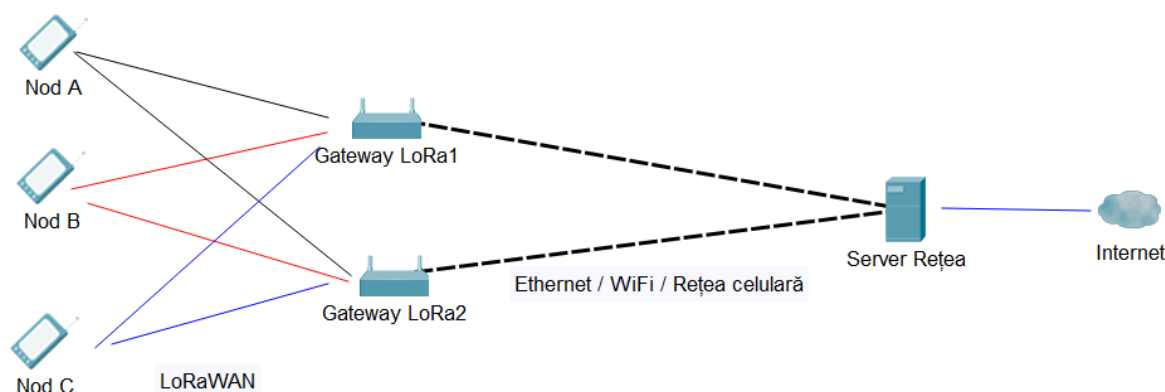 Nod A
Gateway LoRa1
Nod B
Server Rețea
Internet
Ethernet / WiFi / Rețea celulară
Gateway LoRa2
LoRaWAN
Nod C